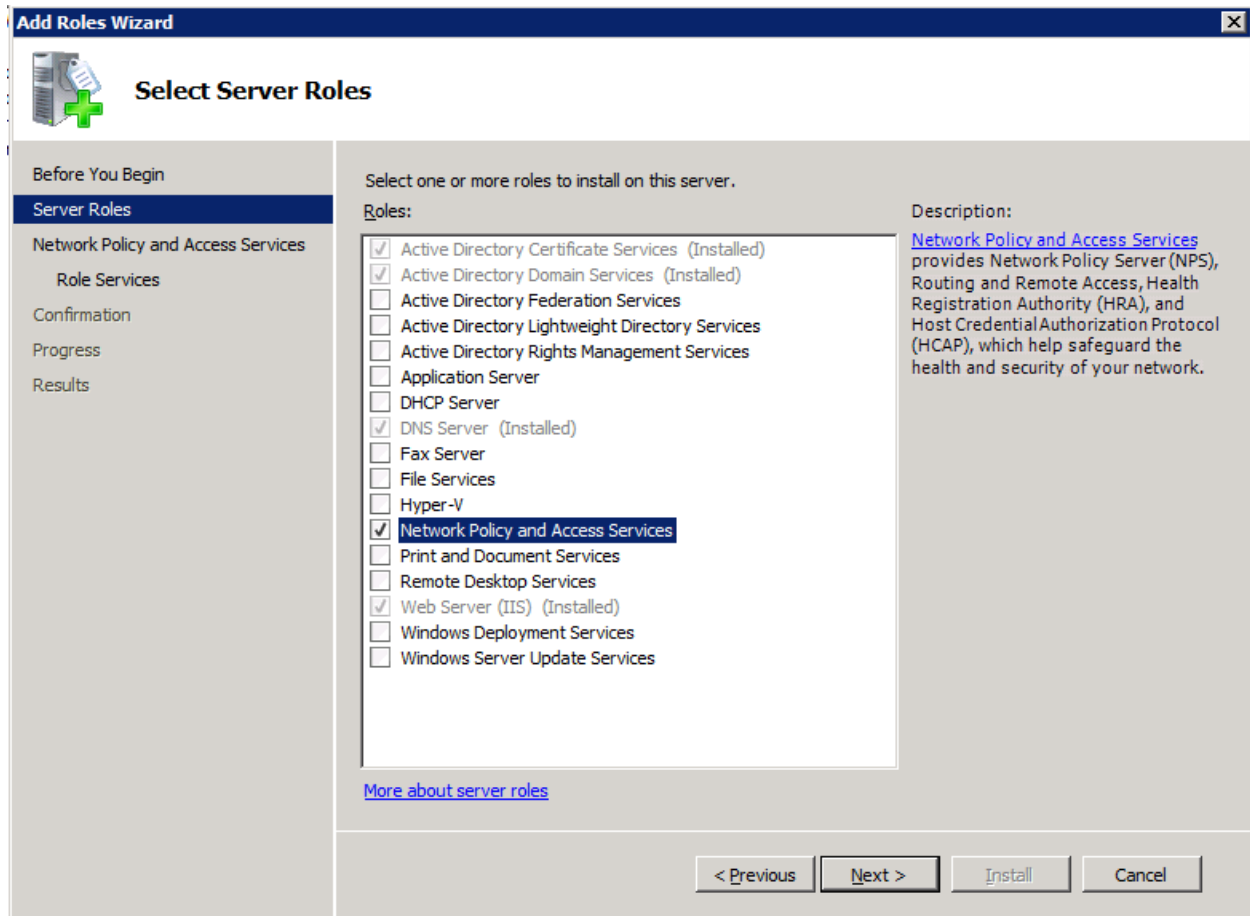 Add Roles Wizard
Select Server Roles
Before You Begin
Server Roles
Network Policy and Access Services
Role Services
Confirmation
Progress
Results
Select one or more roles to install on this server.
Roles:
Active Directory Certificate Services (Installed)
Active Directory Domain Services (Installed)
Active Directory Federation Services
Active Directory Lightweight Directory Services
Active Directory Rights Management Services
Application Server
DHCP Server
DNS Server (Installed)
Fax Server
File Services
Hyper-V
Network Policy and Access Services
Print and Document Services
Remote Desktop Services
Web Server (IIS) (Installed)
Windows Deployment Services
Windows Server Update Services
More about server roles
Description:
Network Policy and Access Services
provides Network Policy Server (NPS),
Routing and Remote Access, Health
Registration Authority (HRA), and
Host Credential Authorization Protocol
(HCAP), which help safeguard the
health and security of your network.
< Previous
Next >
Install
Cancel